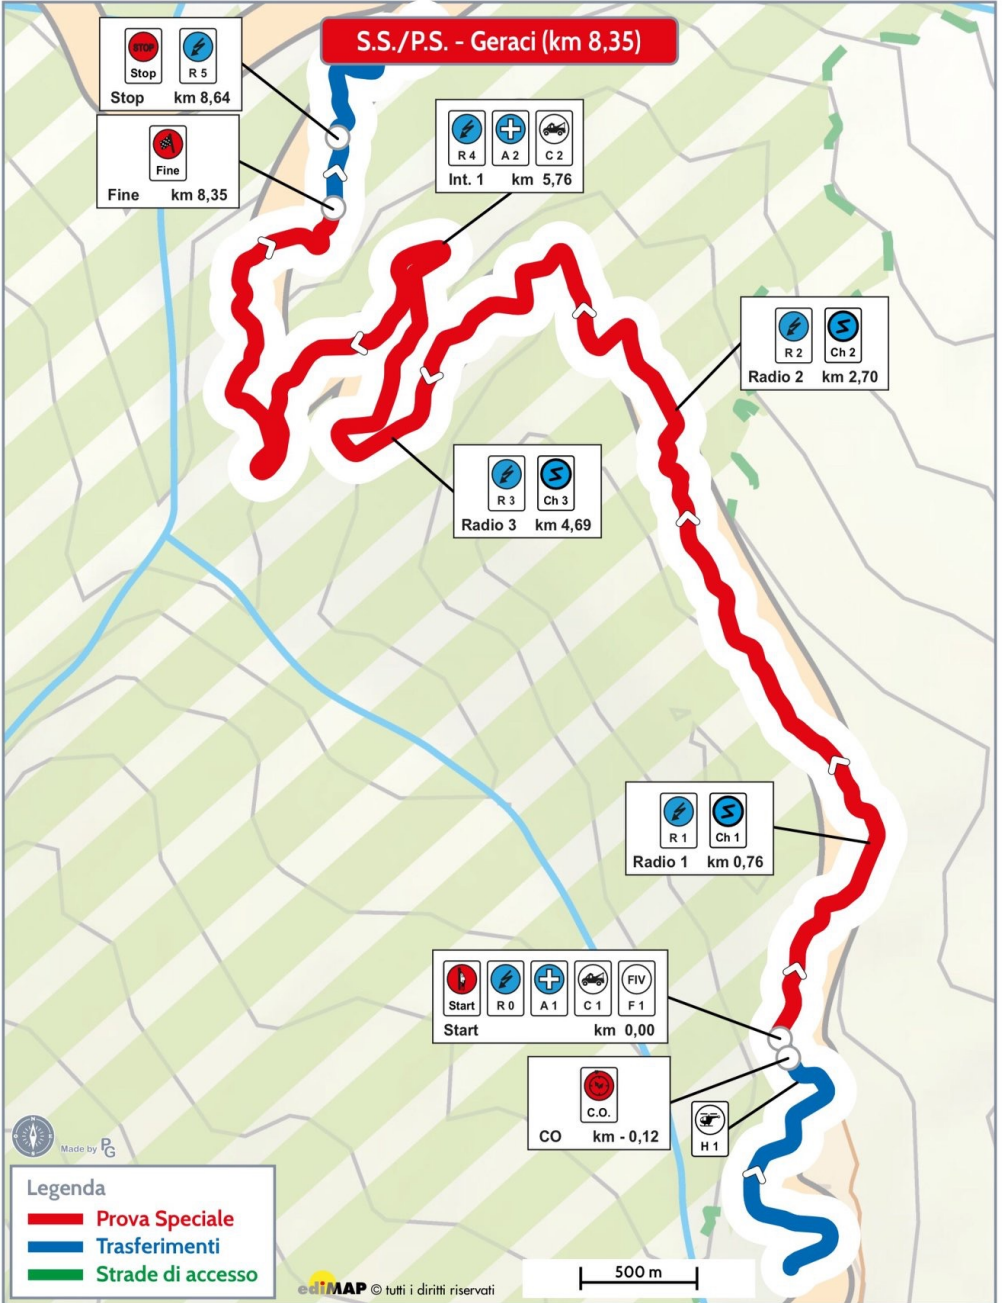 S.S./P.S. - Geraci (km 8,35)
STOP
Stop
R 5
Stop km 8,64
Fine
Fine km 8,35
R 4
A 2
C 2
Int. 1 km 5,76
R 2
Ch 2
Radio 2 km 2,70
R 3
Ch 3
Radio 3 km 4,69
R 1
Ch 1
Radio 1 km 0,76
FIV
Start
R 0
A 1
C 1
F 1
Start km 0,00
C.O.
CO km - 0,12
H 1
Made by PG
Legenda
Prova Speciale
Trasferimenti
Strade di accesso
ediMAP © tutti i diritti riservati
500 m